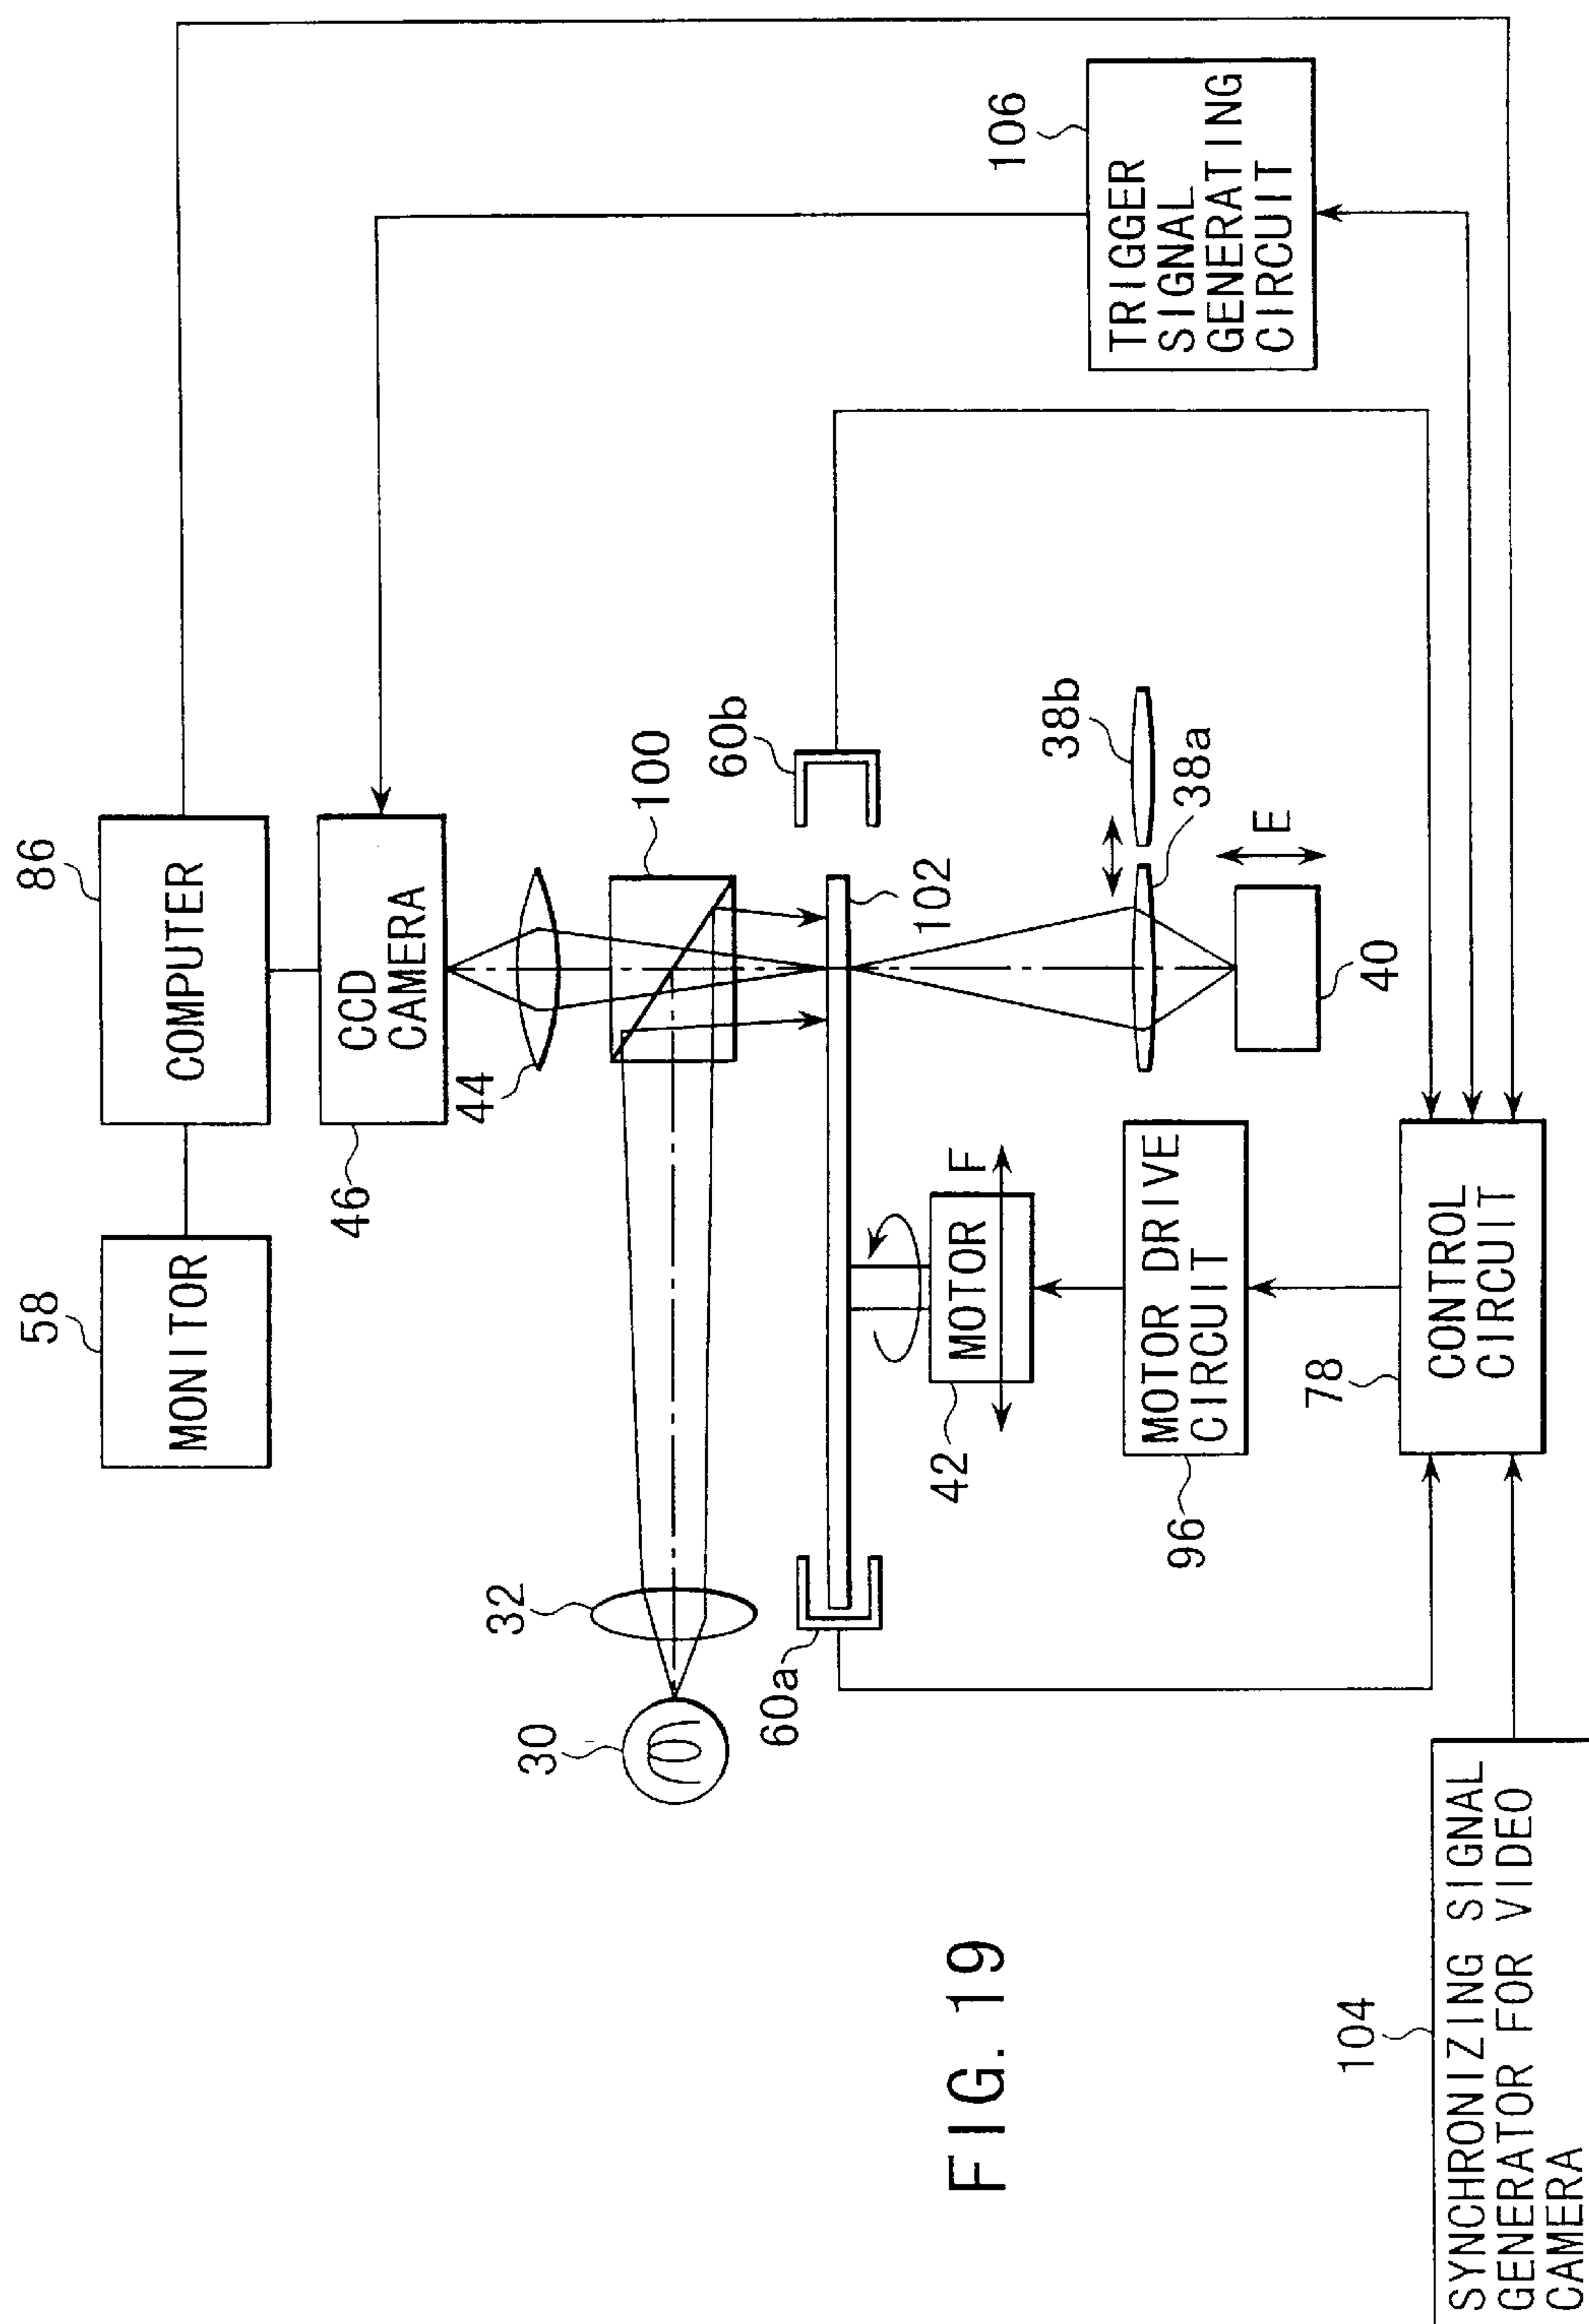 58
MONITOR
86
COMPUTER
46
CCD
CAMERA
106
TRIGGER
SIGNAL
GENERATING
CIRCUIT
44
30
32
100
60a
60b
102
42
MOTOR
F
38b
38a
E
40
96
MOTOR DRIVE
CIRCUIT
78
CONTROL
CIRCUIT
104
SYNCHRONIZING SIGNAL
GENERATOR FOR VIDEO
CAMERA
FIG. 19